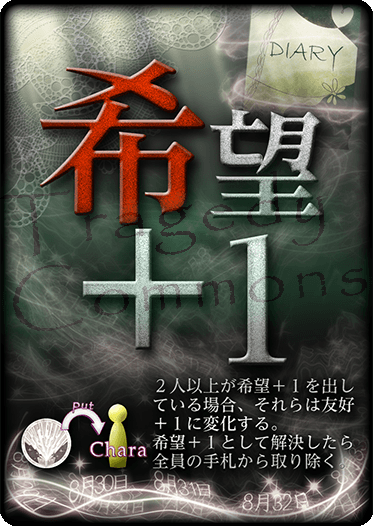 DIARY
希望
+1
Tragedy
Commons
2人以上が希望+1を出し
ている場合、それらは友好
+1に変化する。
希望+1として解決したら
全員の手札から取り除く
Put
Chara
8月30日 8月31日 8月32日